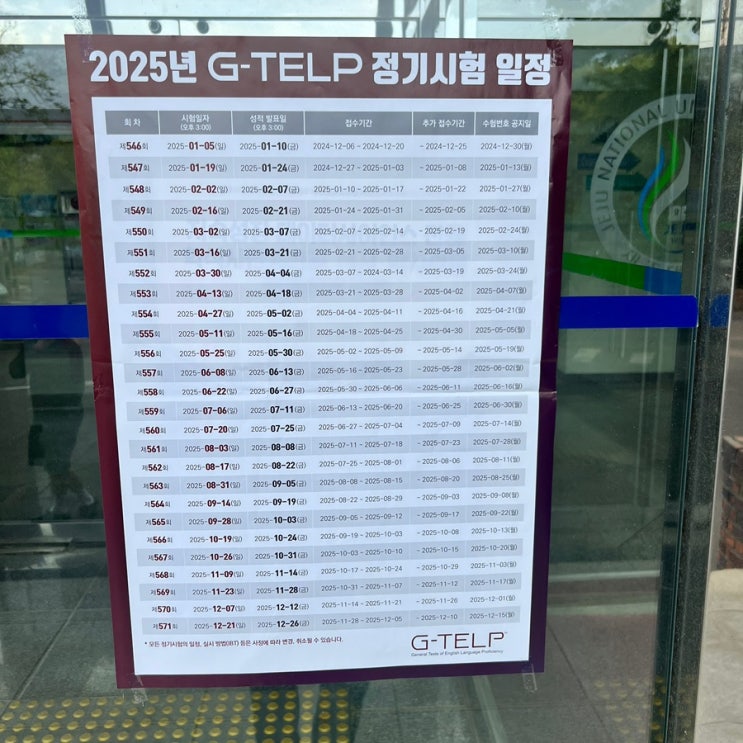 2025년 G-TELP 정기시험 일정
회 차 시험일자 (오후 3:00) 성적 발표일 (오후 3:00) 접수기간 추가 접수기간 수험번호 공지일
제546회 2025-01-05(일) 2025-01-10(금) 2024-12-06 ~ 2024-12-20 ~ 2024-12-25 2024-12-30(월)
제547회 2025-01-19(일) 2025-01-24(금) 2024-12-27 ~ 2025-01-03 ~ 2025-01-08 2025-01-13(월)
제548회 2025-02-02(일) 2025-02-07(금) 2025-01-10 ~ 2025-01-17 ~ 2025-01-22 2025-01-27(월)
제549회 2025-02-16(일) 2025-02-21(금) 2025-01-24 ~ 2025-01-31 ~ 2025-02-05 2025-02-10(월)
제550회 2025-03-02(일) 2025-03-07(금) 2025-02-07 ~ 2025-02-14 ~ 2025-02-19 2025-02-24(월)
제551회 2025-03-16(일) 2025-03-21(금) 2025-02-21 ~ 2025-02-28 ~ 2025-03-05 2025-03-10(월)
제552회 2025-03-30(일) 2025-04-04(금) 2025-03-07 ~ 2024-03-14 ~ 2025-03-19 2025-03-24(월)
제553회 2025-04-13(일) 2025-04-18(금) 2025-03-21 ~ 2025-03-28 ~ 2025-04-02 2025-04-07(월)
제554회 2025-04-27(일) 2025-05-02(금) 2025-04-04 ~ 2025-04-11 ~ 2025-04-16 2025-04-21(월)
제555회 2025-05-11(일) 2025-05-16(금) 2025-04-18 ~ 2025-04-25 ~ 2025-04-30 2025-05-05(월)
제556회 2025-05-25(일) 2025-05-30(금) 2025-05-02 ~ 2025-05-09 ~ 2025-05-14 2025-05-19(월)
제557회 2025-06-08(일) 2025-06-13(금) 2025-05-16 ~ 2025-05-23 ~ 2025-05-28 2025-06-02(월)
제558회 2025-06-22(일) 2025-06-27(금) 2025-05-30 ~ 2025-06-06 ~ 2025-06-11 2025-06-16(월)
제559회 2025-07-06(일) 2025-07-11(금) 2025-06-13 ~ 2025-06-20 ~ 2025-06-25 2025-06-30(월)
제560회 2025-07-20(일) 2025-07-25(금) 2025-06-27 ~ 2025-07-04 ~ 2025-07-09 2025-07-14(월)
제561회 2025-08-03(일) 2025-08-08(금) 2025-07-11 ~ 2025-07-18 ~ 2025-07-23 2025-07-28(월)
제562회 2025-08-17(일) 2025-08-22(금) 2025-07-25 ~ 2025-08-01 ~ 2025-08-06 2025-08-11(월)
제563회 2025-08-31(일) 2025-09-05(금) 2025-08-08 ~ 2025-08-15 ~ 2025-08-20 2025-08-25(월)
제564회 2025-09-14(일) 2025-09-19(금) 2025-08-22 ~ 2025-08-29 ~ 2025-09-03 2025-09-08(월)
제565회 2025-09-28(일) 2025-10-03(금) 2025-09-05 ~ 2025-09-12 ~ 2025-09-17 2025-09-22(월)
제566회 2025-10-19(일) 2025-10-24(금) 2025-09-19 ~ 2025-10-03 ~ 2025-10-08 2025-10-13(월)
제567회 2025-10-26(일) 2025-10-31(금) 2025-10-03 ~ 2025-10-10 ~ 2025-10-15 2025-10-20(월)
제568회 2025-11-09(일) 2025-11-14(금) 2025-10-17 ~ 2025-10-24 ~ 2025-10-29 2025-11-03(월)
제569회 2025-11-23(일) 2025-11-28(금) 2025-10-31 ~ 2025-11-07 ~ 2025-11-12 2025-11-17(월)
제570회 2025-12-07(일) 2025-12-12(금) 2025-11-14 ~ 2025-11-21 ~ 2025-11-26 2025-12-01(월)
제571회 2025-12-21(일) 2025-12-26(금) 2025-11-28 ~ 2025-12-05 ~ 2025-12-10 2025-12-15(월)
* 모든 정기시험의 일정, 실시 방법(IBT) 등은 사정에 따라 변경, 취소될 수 있습니다.
G-TELP
General Tests of English Language Proficiency
JEJU NATIONAL